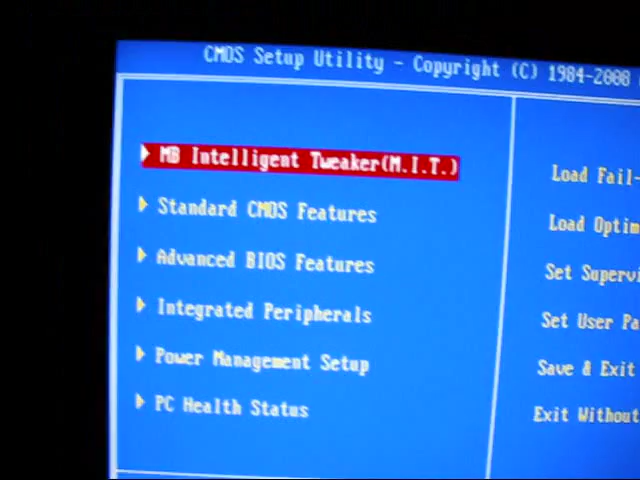 CMOS Setup Utility - Copyright (C) 1984-2008
MB Intelligent Tweaker(M.I.T.)
Standard CMOS Features
Advanced BIOS Features
Integrated Peripherals
Power Management Setup
PC Health Status
Load Fail-
Load Optim
Set Supervi
Set User Pa
Save & Exit
Exit Without